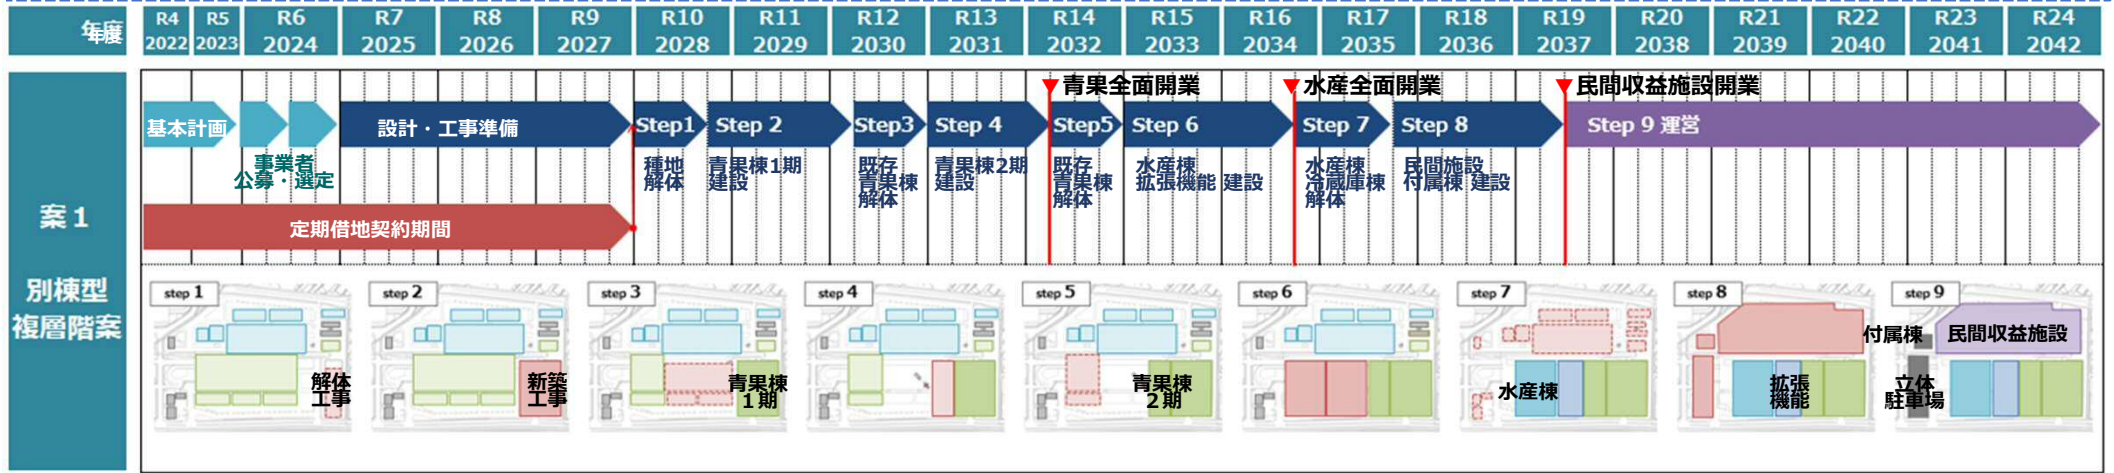 年度
R4 R5 R6 R7 R8 R9 R10 R11 R12 R13 R14 R15 R16 R17 R18 R19 R20 R21 R22 R23 R24
2022 2023 2024 2025 2026 2027 2028 2029 2030 2031 2032 2033 2034 2035 2036 2037 2038 2039 2040 2041 2042
案1
別棟型
複層階案
青果全面開業
水産全面開業
民間収益施設開業
基本計画
設計・工事準備
Step1
Step 2
Step3
Step 4
Step5
Step 6
Step 7
Step 8
Step 9 運営
事業者
公募・選定
種地
解体
青果棟1期
建設
既存
青果棟
解体
青果棟2期
建設
既存
青果棟
解体
水産棟
拡張機能 建設
水産棟
冷蔵庫棟
解体
民間施設
付属棟 建設
定期借地契約期間
step 1
解体
工事
step 2
新築
工事
step 3
青果棟
1期
step 4
step 5
青果棟
2期
step 6
step 7
水産棟
step 8
拡張
機能
step 9
付属棟
民間収益施設
立体
駐車場